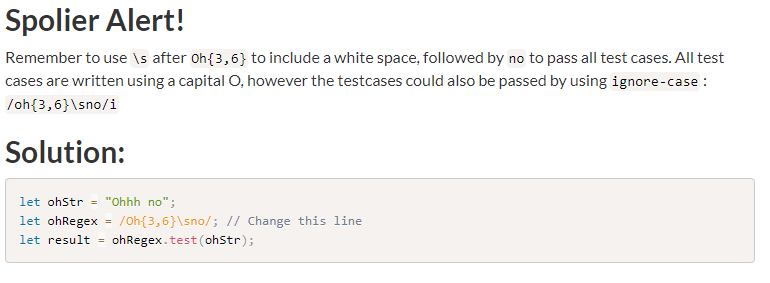 Spolier Alert!
Remember to use \s after Oh{3,6} to include a white space, followed by no to pass all test cases. All test
cases are written using a capital O, however the testcases could also be passed by using ignore-case :
/oh{3,6}\sno/i
Solution:
let ohStr = "Ohhh no";
let ohRegex = /Oh{3,6}\sno/; // Change this line
let result = ohRegex.test(ohStr);